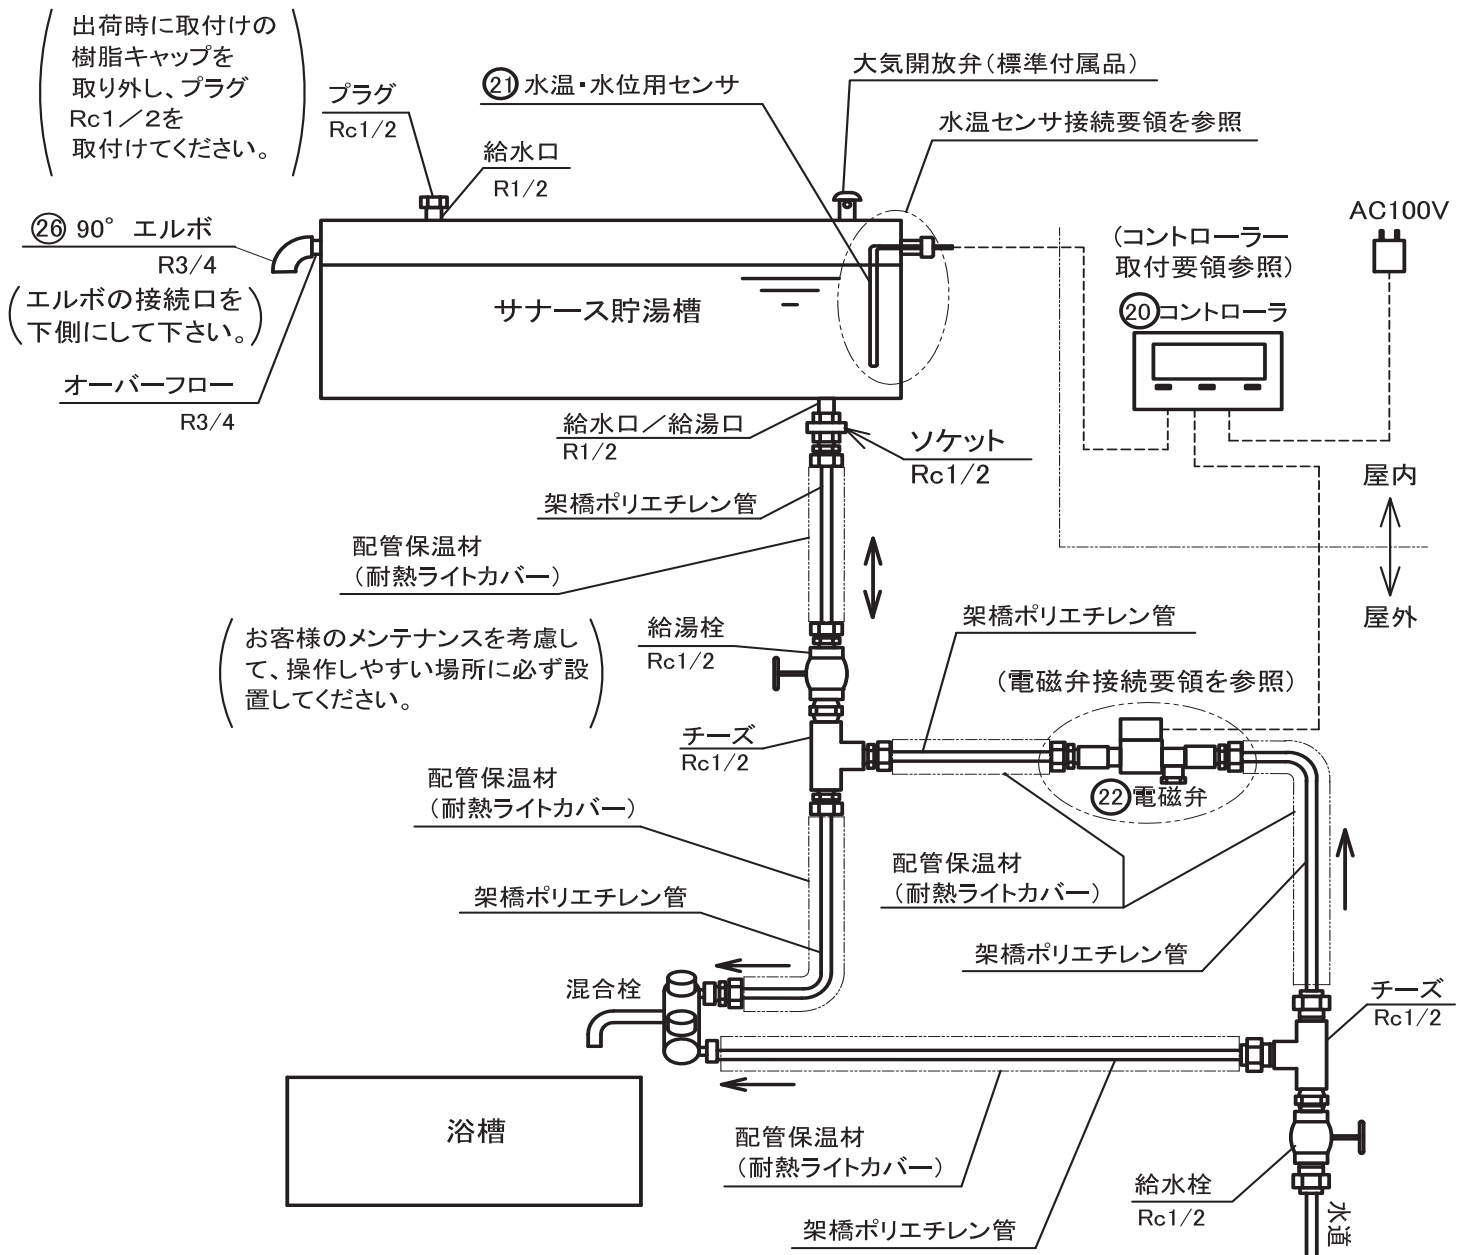 出荷時に取付けの
樹脂キャップを
取り外し、プラグ
Rc1／2を
取付けてください。
プラグ
Rc1/2
給水口
R1/2
㉑水温・水位用センサ
大気開放弁(標準付属品)
水温センサ接続要領を参照
㉖ 90° エルボ
R3/4
(エルボの接続口を
下側にして下さい。)
オーバーフロー
R3/4
サナース貯湯槽
AC100V
(コントローラー
取付要領参照)
⑳コントローラ
給水口／給湯口
R1/2
ソケット
Rc1/2
屋内
屋外
架橋ポリエチレン管
配管保温材
(耐熱ライトカバー)
お客様のメンテナンスを考慮し
て、操作しやすい場所に必ず設
置してください。
給湯栓
Rc1/2
架橋ポリエチレン管
(電磁弁接続要領を参照)
チーズ
Rc1/2
㉒電磁弁
配管保温材
(耐熱ライトカバー)
配管保温材
(耐熱ライトカバー)
架橋ポリエチレン管
架橋ポリエチレン管
混合栓
チーズ
Rc1/2
浴槽
配管保温材
(耐熱ライトカバー)
給水栓
Rc1/2
架橋ポリエチレン管
水道